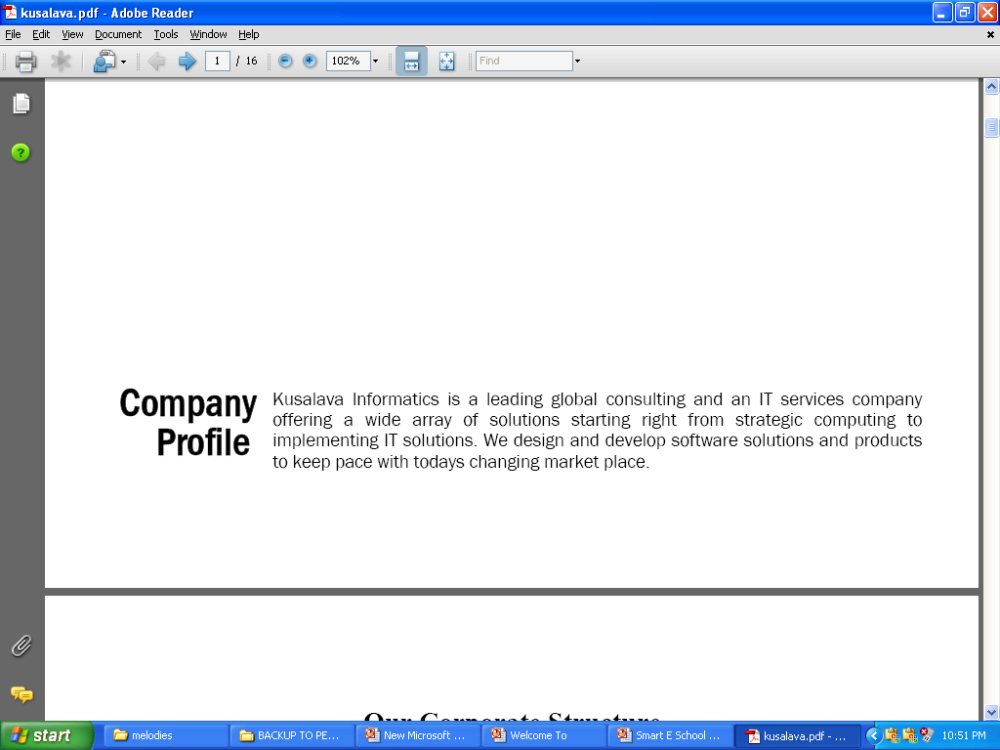 kusalava.pdf - Adobe Reader
File Edit View Document Tools Window Help
1 / 16 102% Find
Company Profile
Kusalava Informatics is a leading global consulting and an IT services company
offering a wide array of solutions starting right from strategic computing to
implementing IT solutions. We design and develop software solutions and products
to keep pace with todays changing market place.
Our Corporate Structure
start melodies BACKUP TO PE... New Microsoft ... Welcome To Smart E School ... kusalava.pdf - ... 10:51 PM